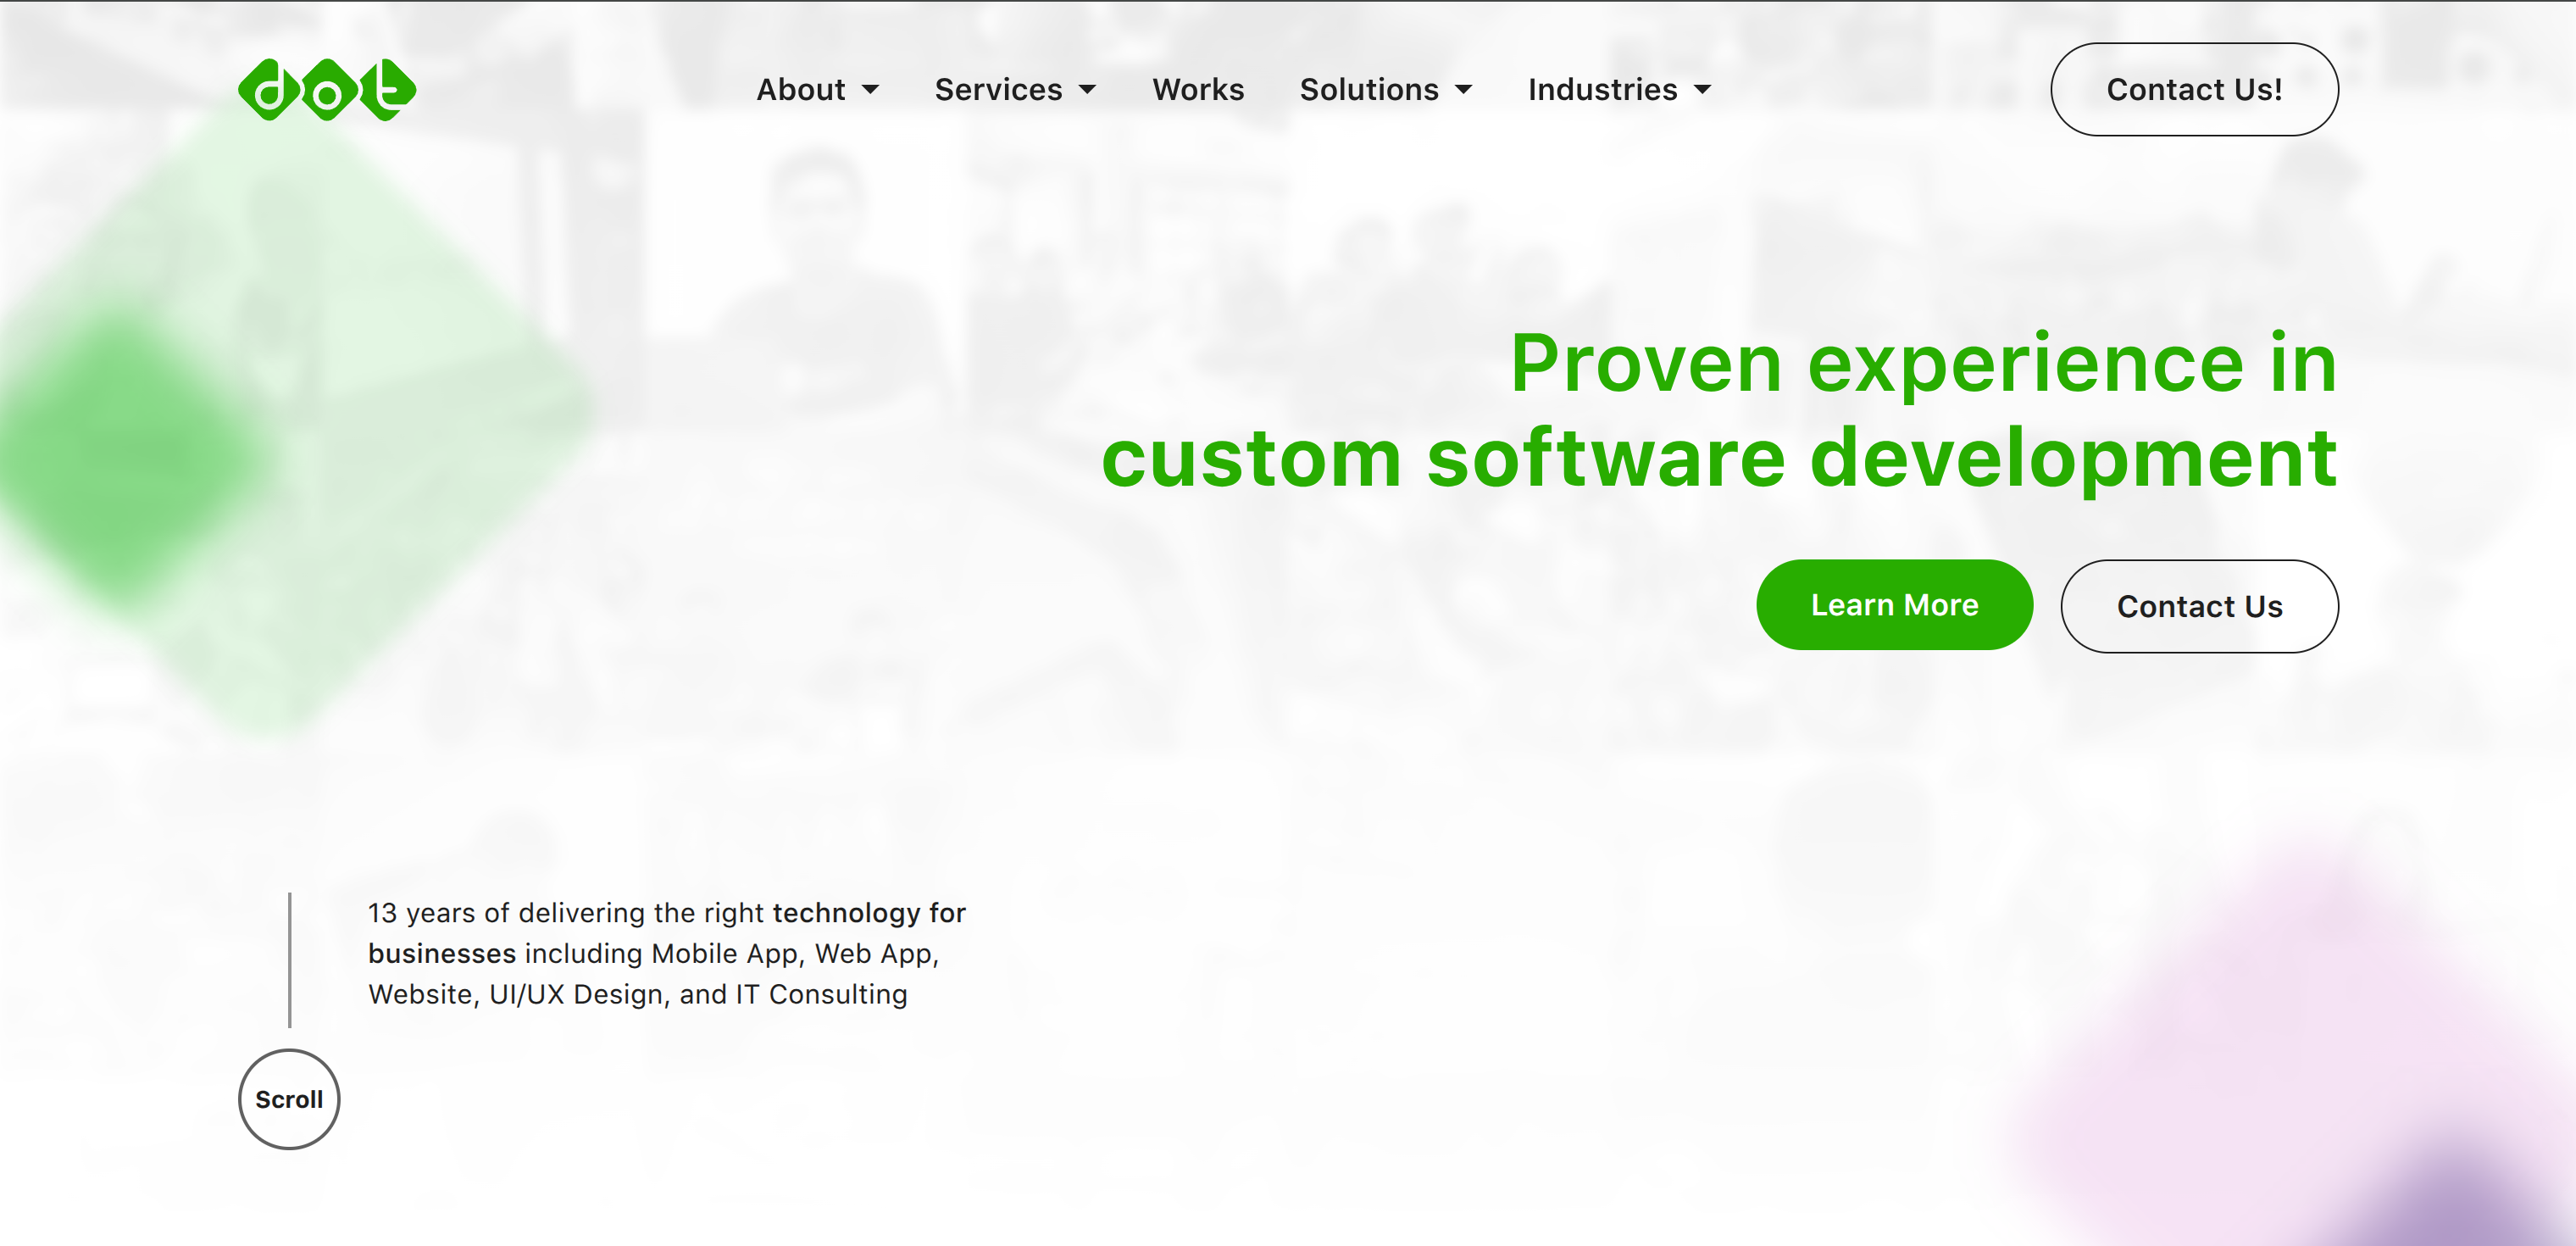 dot
About
Services
Works
Solutions
Industries
Contact Us!
Proven experience in
custom software development
Learn More
Contact Us
13 years of delivering the right technology for
businesses including Mobile App, Web App,
Website, UI/UX Design, and IT Consulting
Scroll